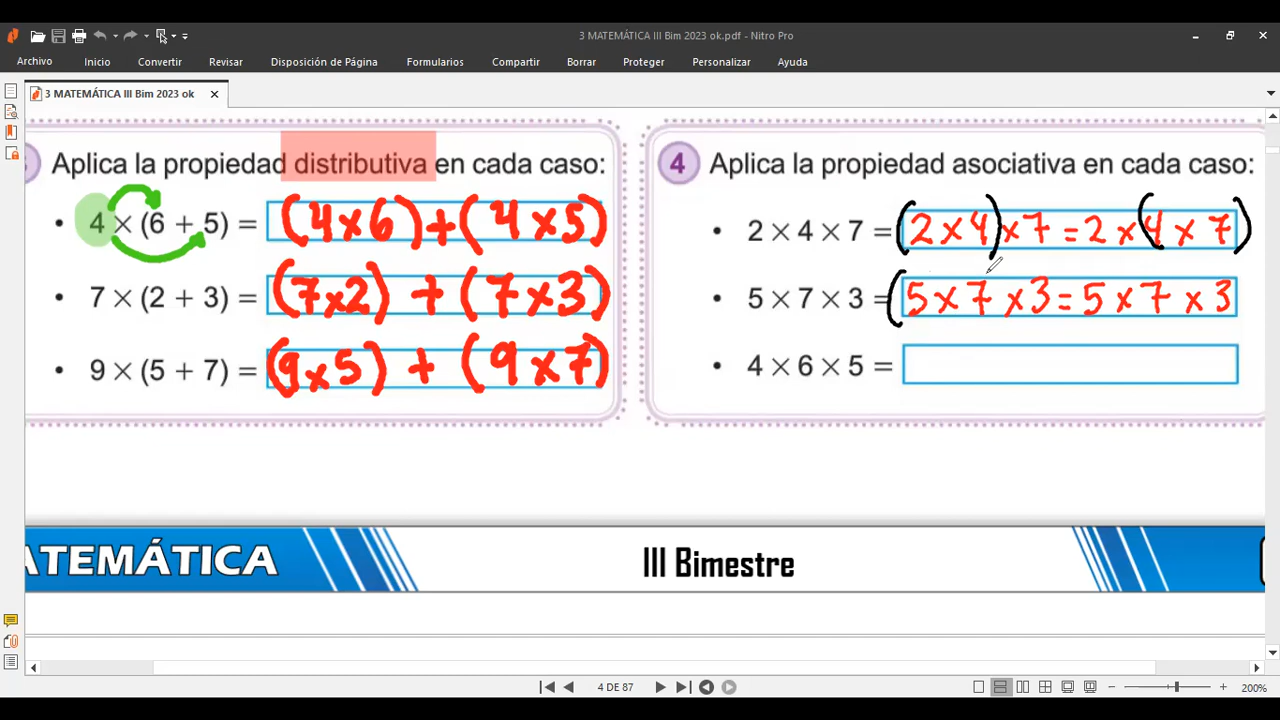 3 MATEMÁTICA III Bim 2023 ok.pdf - Nitro Pro
Archivo Inicio Convertir Revisar Disposición de Página Formularios Compartir Borrar Proteger Personalizar Ayuda
3 MATEMÁTICA III Bim 2023 ok
Aplica la propiedad distributiva en cada caso:
• 4 × (6 + 5) = (4×6)+(4×5)
• 7 × (2 + 3) = (7×2) + (7×3)
• 9 × (5 + 7) = (9×5) + (9×7)
4 Aplica la propiedad asociativa en cada caso:
• 2 × 4 × 7 = (2×4)×7=2×(4×7)
• 5 × 7 × 3 = (5×7×3=5×7×3
• 4 × 6 × 5 =
ATEMÁTICA
III Bimestre
4 DE 87
200%